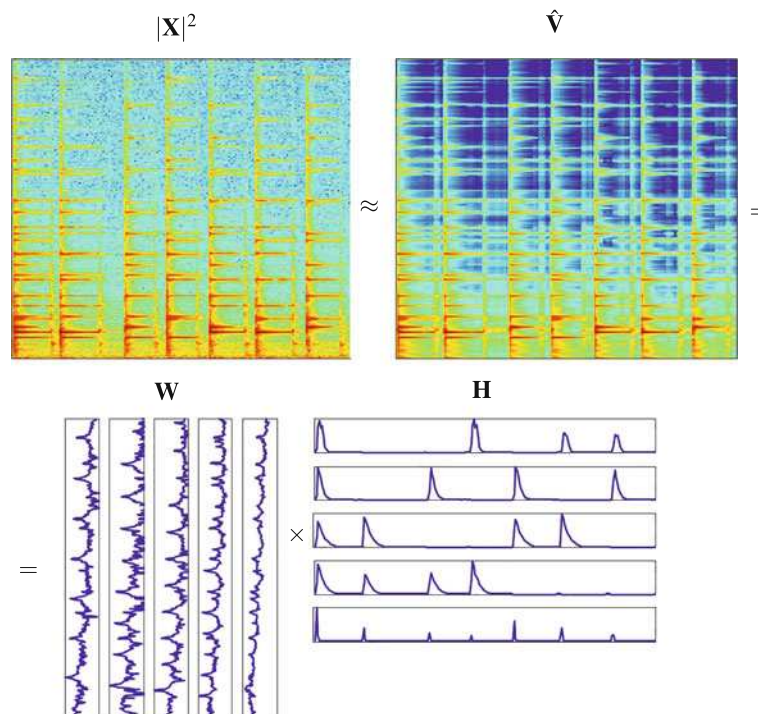 |X|²
V̂
≈
=
W
H
=
×